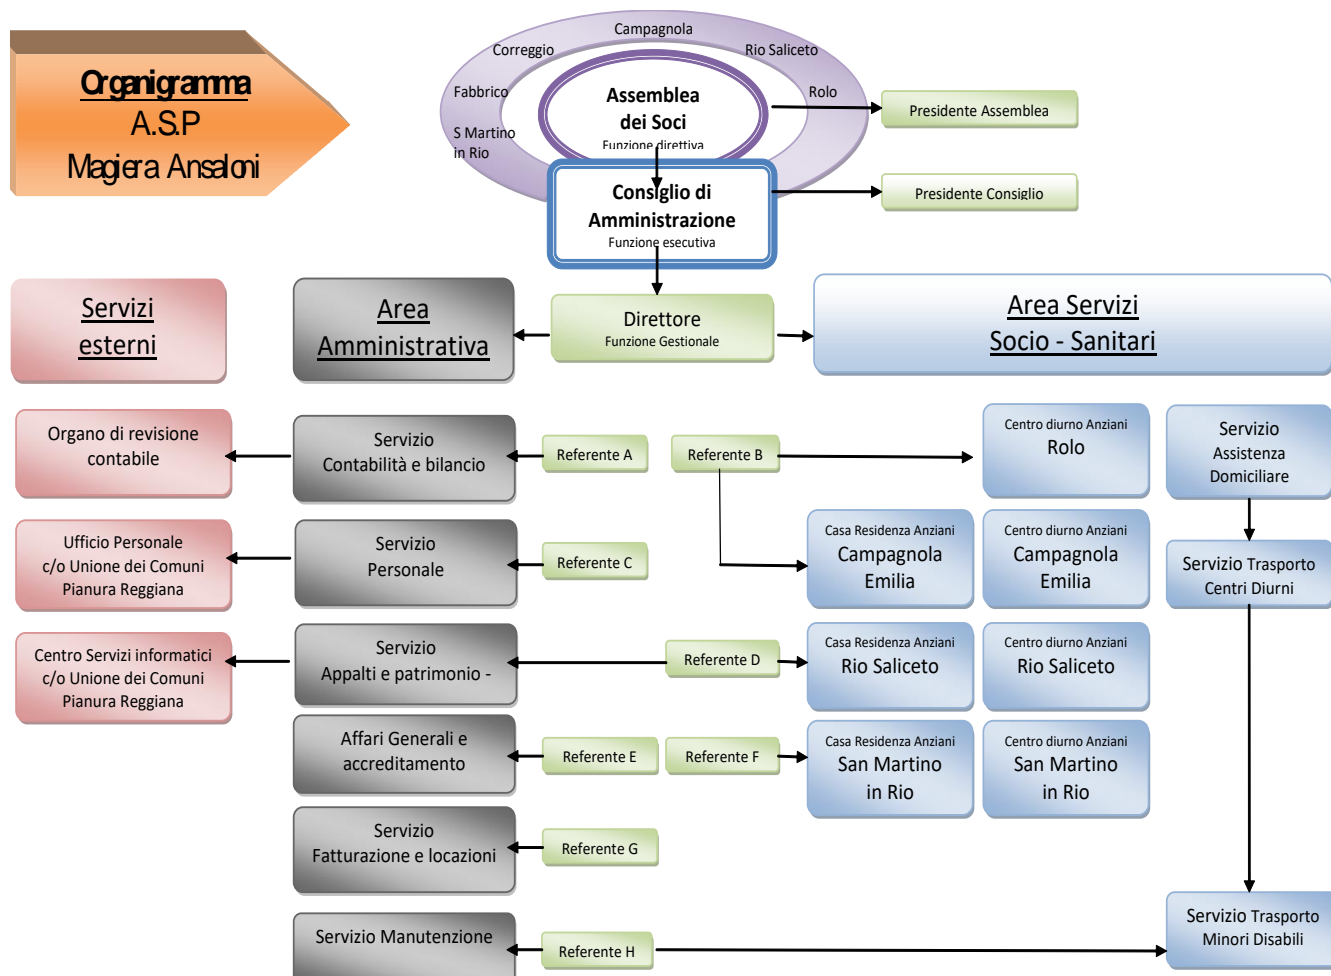 Organigramma
A.S.P
Magiera Ansaloni
Campagnola
Correggio
Rio Saliceto
Fabbrico
Rolo
S Martino
in Rio
Assemblea
dei Soci
Funzione direttiva
Presidente Assemblea
Consiglio di
Amministrazione
Funzione esecutiva
Presidente Consiglio
Servizi
esterni
Area
Amministrativa
Direttore
Funzione Gestionale
Area Servizi
Socio - Sanitari
Organo di revisione
contabile
Servizio
Contabilità e bilancio
Referente A
Referente B
Centro diurno Anziani
Rolo
Servizio
Assistenza
Domiciliare
Ufficio Personale
c/o Unione dei Comuni
Pianura Reggiana
Servizio
Personale
Referente C
Casa Residenza Anziani
Campagnola
Emilia
Centro diurno Anziani
Campagnola
Emilia
Servizio Trasporto
Centri Diurni
Centro Servizi informatici
c/o Unione dei Comuni
Pianura Reggiana
Servizio
Appalti e patrimonio -
Referente D
Casa Residenza Anziani
Rio Saliceto
Centro diurno Anziani
Rio Saliceto
Affari Generali e
accreditamento
Referente E
Referente F
Casa Residenza Anziani
San Martino
in Rio
Centro diurno Anziani
San Martino
in Rio
Servizio
Fatturazione e locazioni
Referente G
Servizio Manutenzione
Referente H
Servizio Trasporto
Minori Disabili